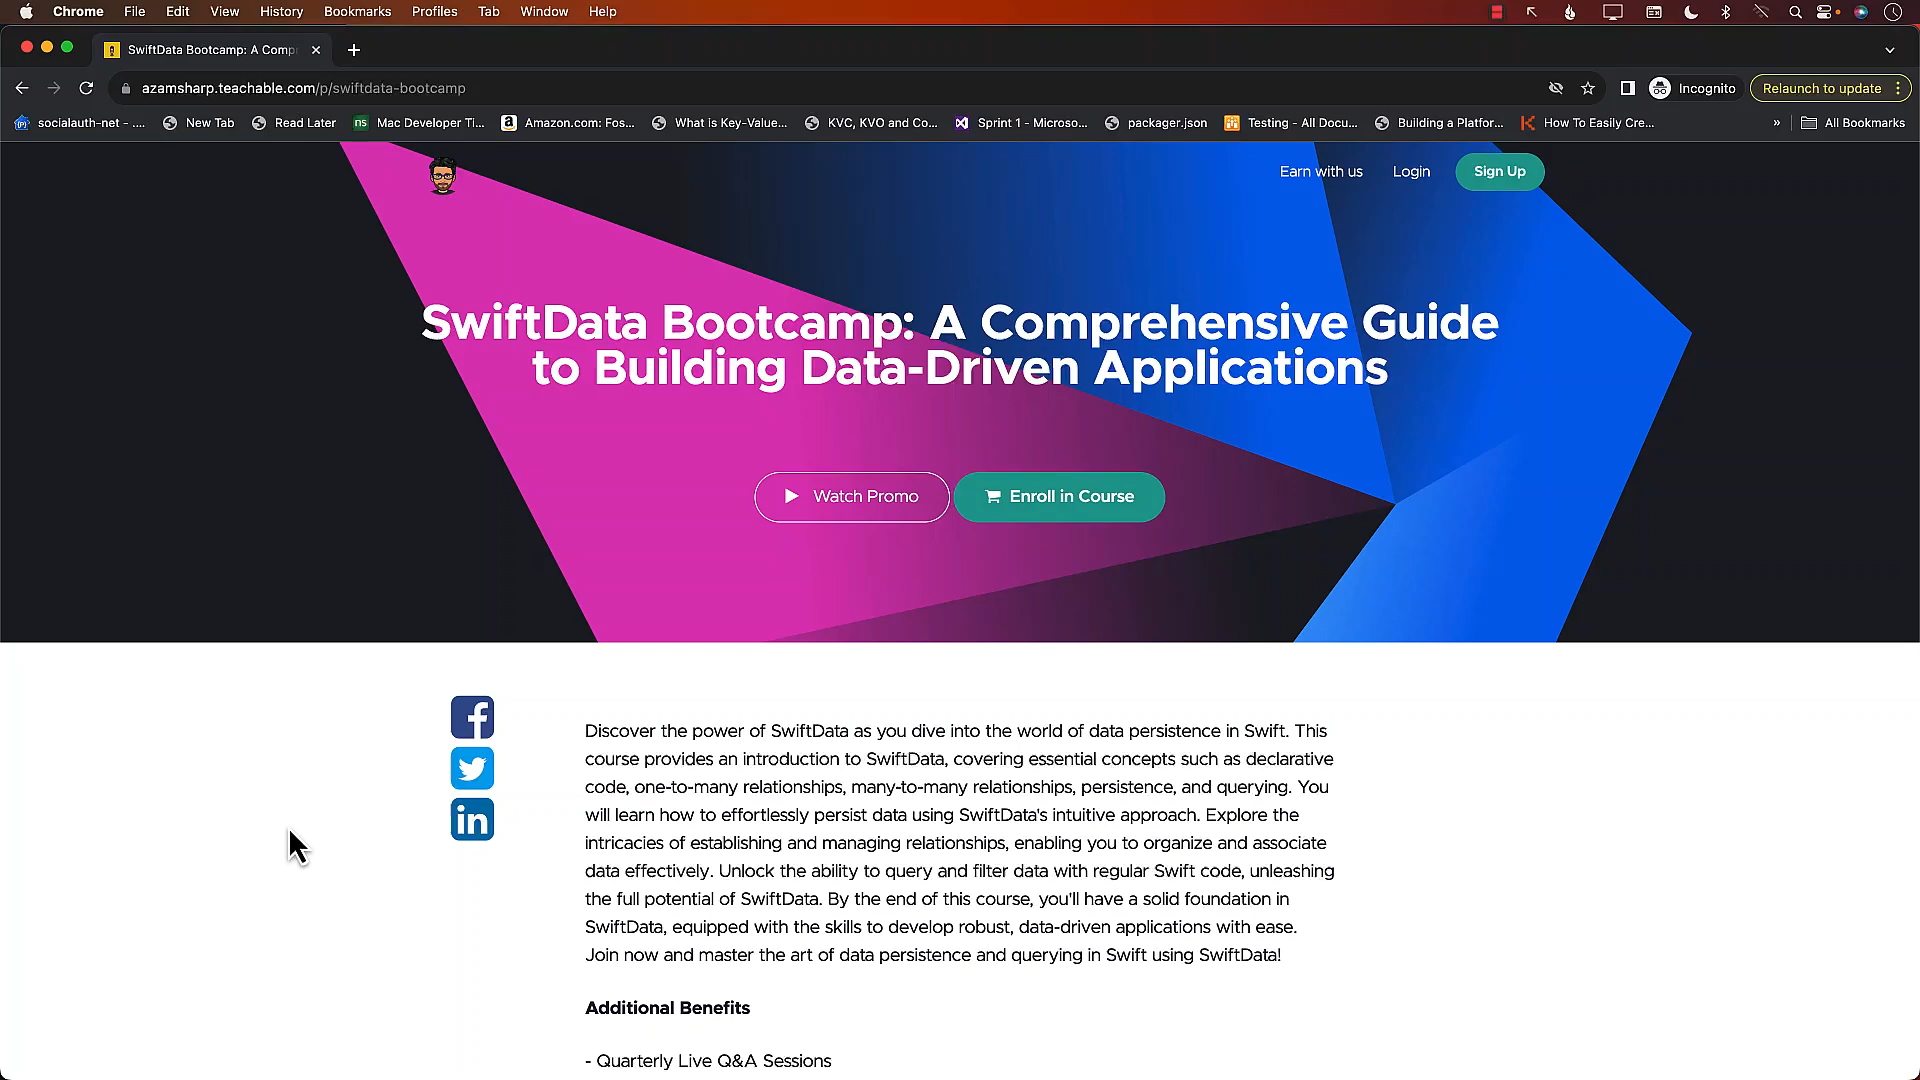 Chrome File Edit View History Bookmarks Profiles Tab Window Help
SwiftData Bootcamp: A Comp
azamsharp.teachable.com/p/swiftdata-bootcamp
Incognito
Relaunch to update
socialauth-net - .... New Tab Read Later ns Mac Developer Ti... Amazon.com: Fos... What is Key-Value... KVC, KVO and Co... Sprint 1 - Microso... packager.json Testing - All Docu... Building a Platfor... How To Easily Cre... » All Bookmarks
Earn with us Login Sign Up
SwiftData Bootcamp: A Comprehensive Guide
to Building Data-Driven Applications
Watch Promo Enroll in Course
Discover the power of SwiftData as you dive into the world of data persistence in Swift. This
course provides an introduction to SwiftData, covering essential concepts such as declarative
code, one-to-many relationships, many-to-many relationships, persistence, and querying. You
will learn how to effortlessly persist data using SwiftData's intuitive approach. Explore the
intricacies of establishing and managing relationships, enabling you to organize and associate
data effectively. Unlock the ability to query and filter data with regular Swift code, unleashing
the full potential of SwiftData. By the end of this course, you'll have a solid foundation in
SwiftData, equipped with the skills to develop robust, data-driven applications with ease.
Join now and master the art of data persistence and querying in Swift using SwiftData!
Additional Benefits
- Quarterly Live Q&A Sessions